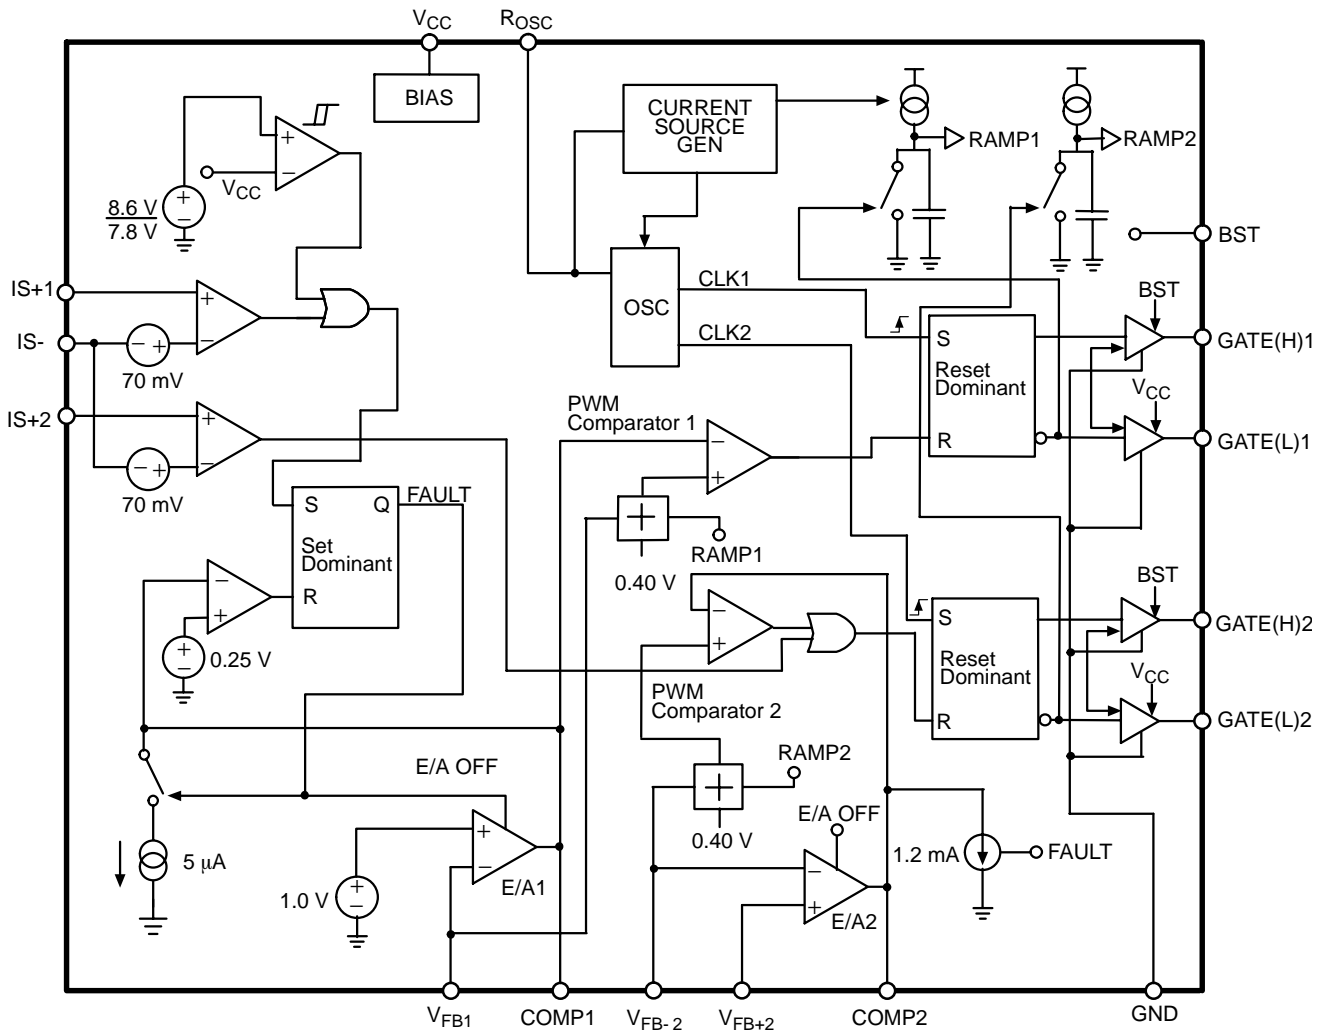 VCC
ROSC
BIAS
CURRENT
SOURCE
GEN
RAMP1
RAMP2
+
−
VCC
8.6 V
7.8 V
+
−
BST
IS+1
+
−
IS-
− +
70 mV
OSC
CLK1
CLK2
S
Reset
Dominant
R
BST
GATE(H)1
VCC
GATE(L)1
IS+2
+
−
− +
70 mV
PWM
Comparator 1
−
+
+
RAMP1
0.40 V
S
Q
FAULT
Set
Dominant
R
−
+
+
−
0.25 V
−
+
PWM
Comparator 2
S
Reset
Dominant
R
BST
GATE(H)2
VCC
GATE(L)2
E/A OFF
+
RAMP2
0.40 V
5 μA
+
−
1.0 V
+
−
E/A1
E/A OFF
−
+
E/A2
1.2 mA
FAULT
VFB1
COMP1
VFB- 2
VFB+2
COMP2
GND